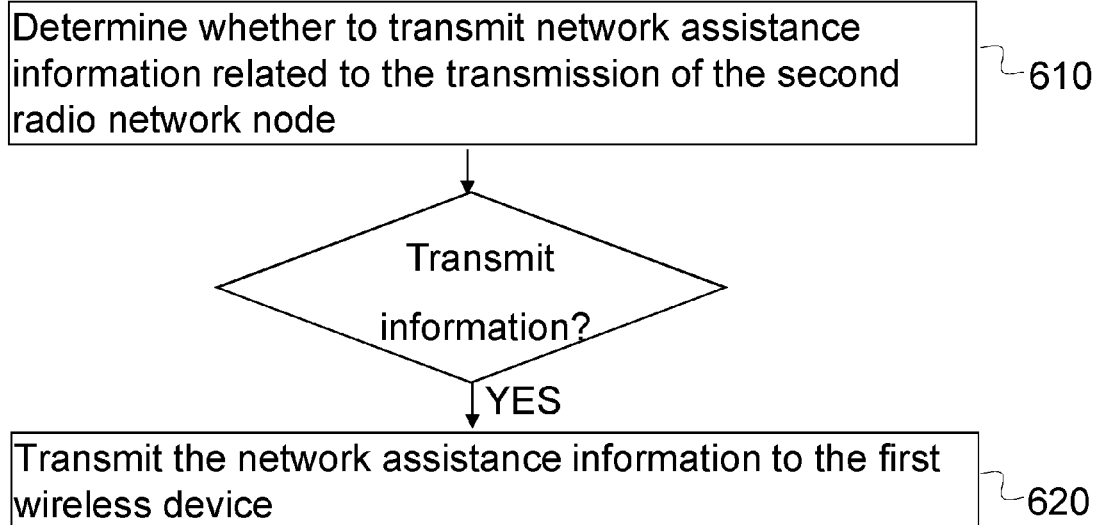 Determine whether to transmit network assistance
information related to the transmission of the second
radio network node
610
Transmit
information?
YES
Transmit the network assistance information to the first
wireless device
620